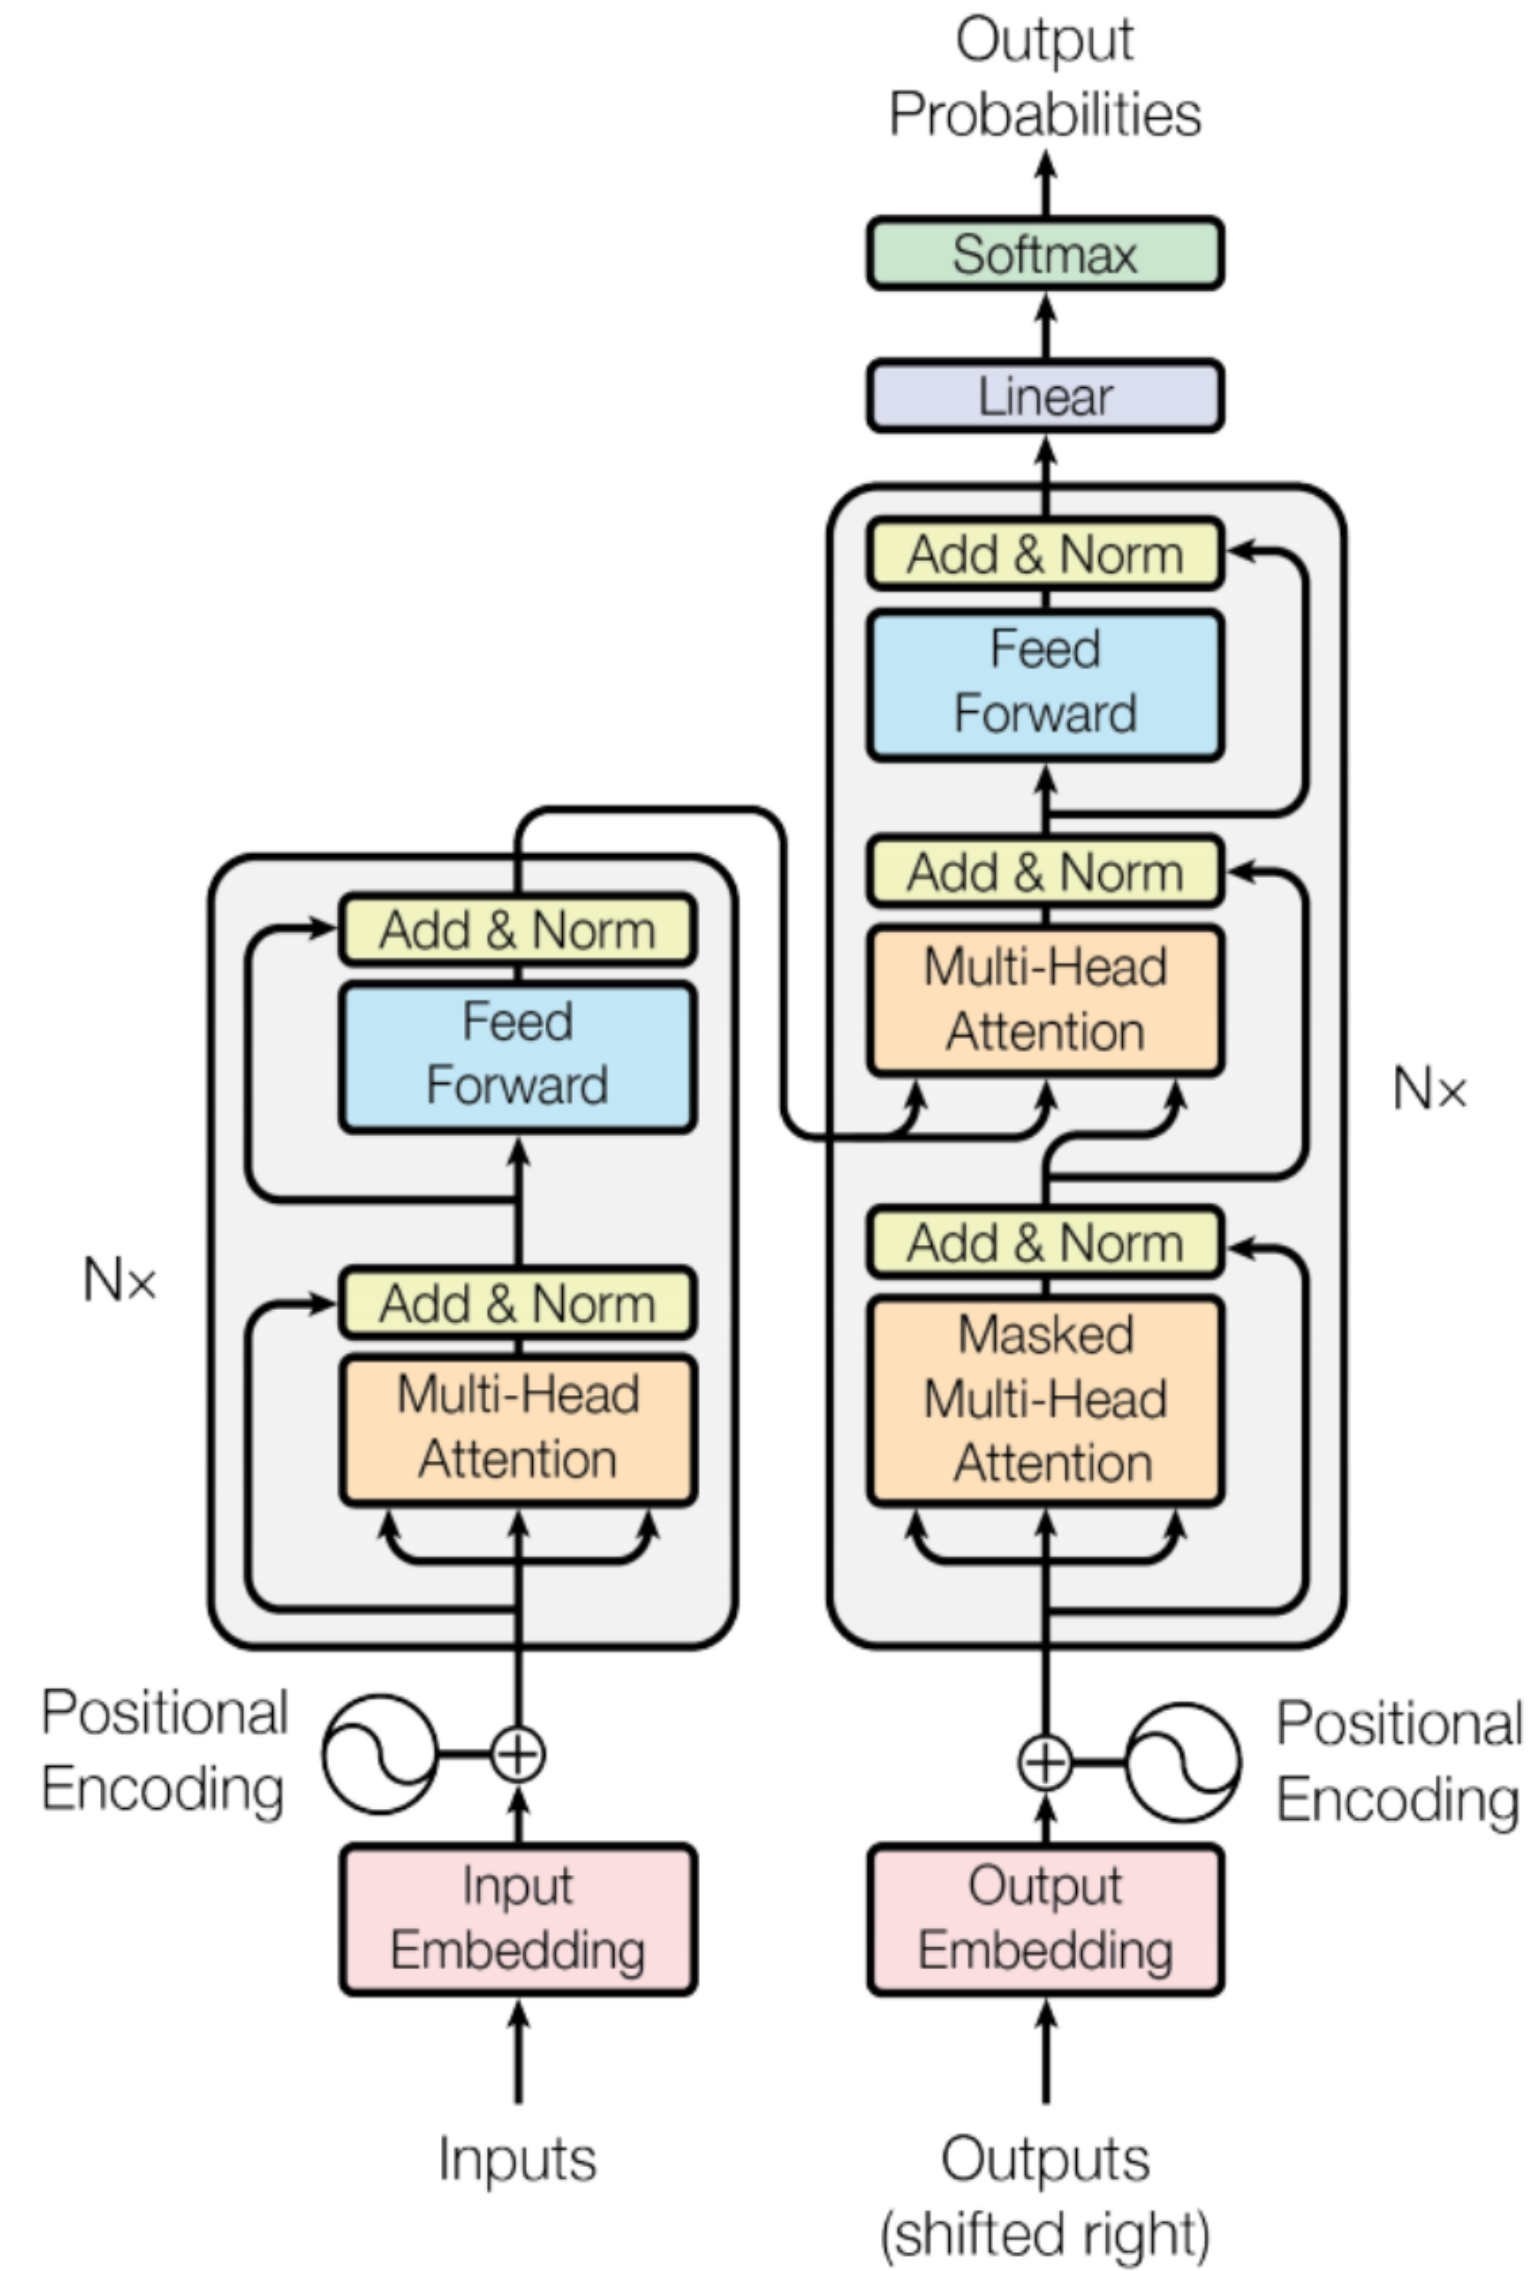 Output
Probabilities
Softmax
Linear
Add & Norm
Feed
Forward
Add & Norm
Multi-Head
Attention
Nx
Add & Norm
Masked
Multi-Head
Attention
Positional
Encoding
Output
Embedding
Outputs
(shifted right)
Add & Norm
Feed
Forward
Nx
Add & Norm
Multi-Head
Attention
Positional
Encoding
Input
Embedding
Inputs